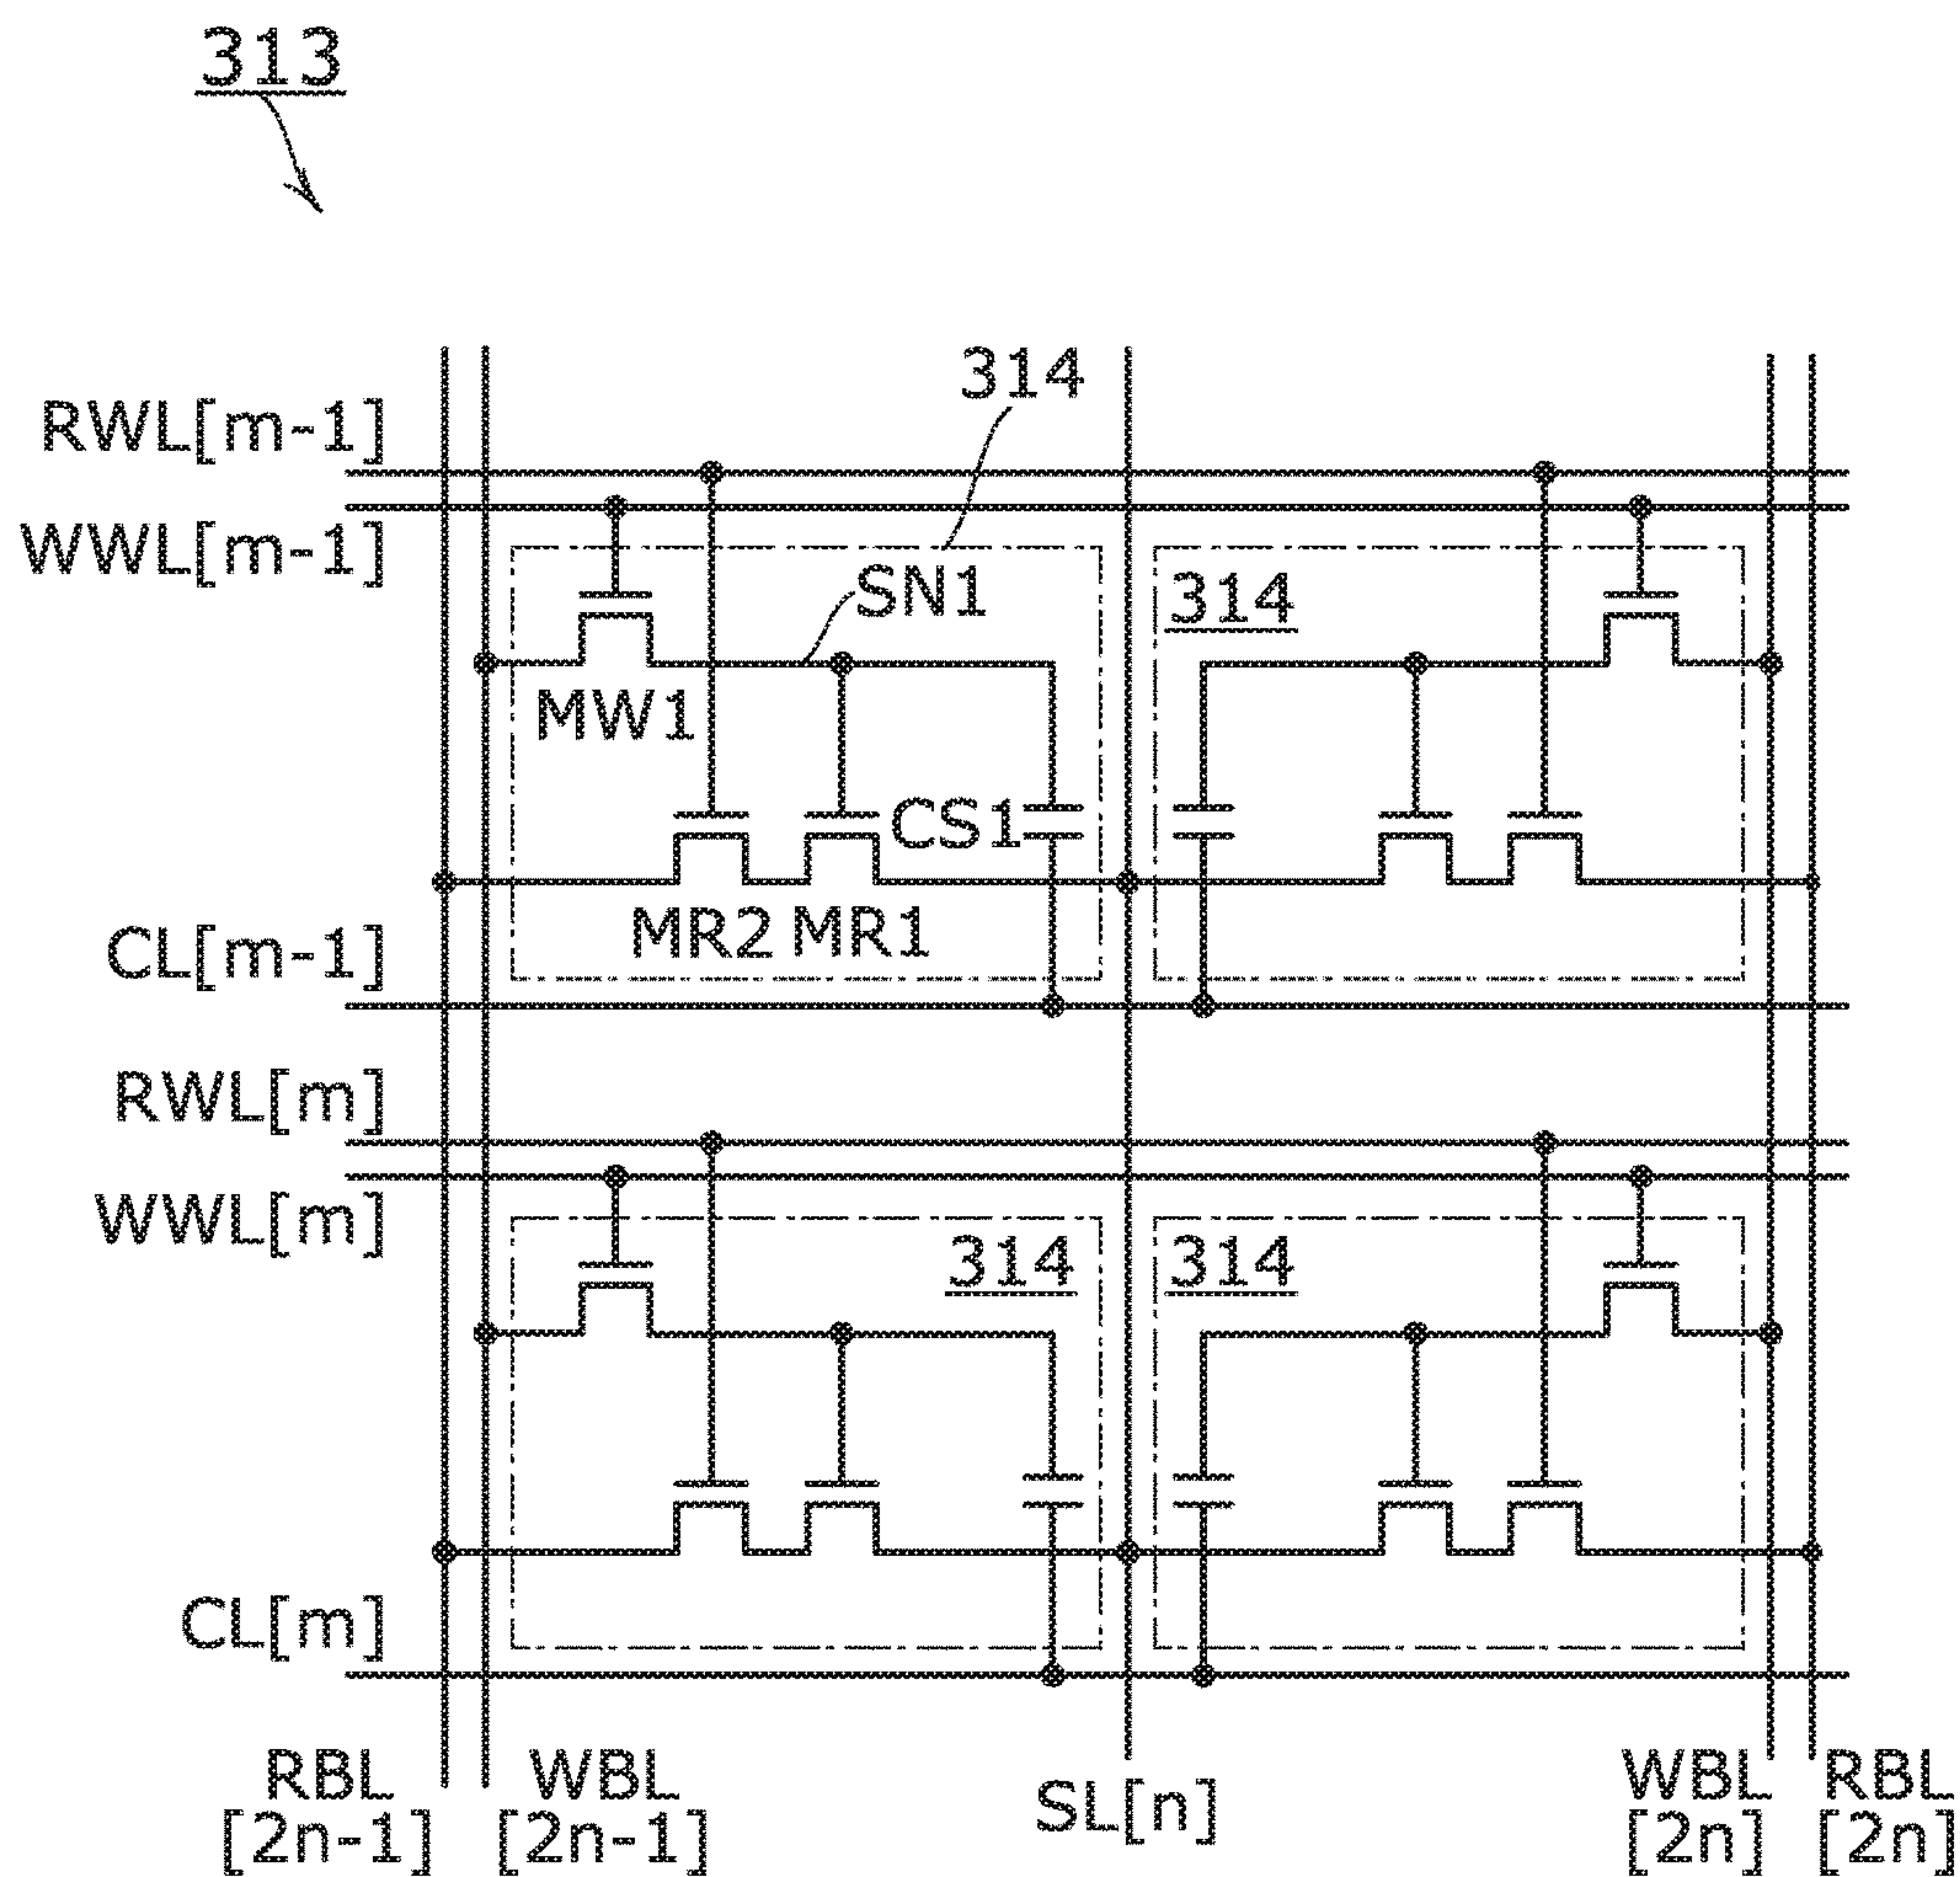 313
314
RWL[m-1]
WWL[m-1]
SN1
314
MW1
CS1
MR2 MR1
CL[m-1]
RWL[m]
WWL[m]
314
314
CL[m]
RBL
[2n-1]
WBL
[2n-1]
SL[n]
WBL
[2n]
RBL
[2n]